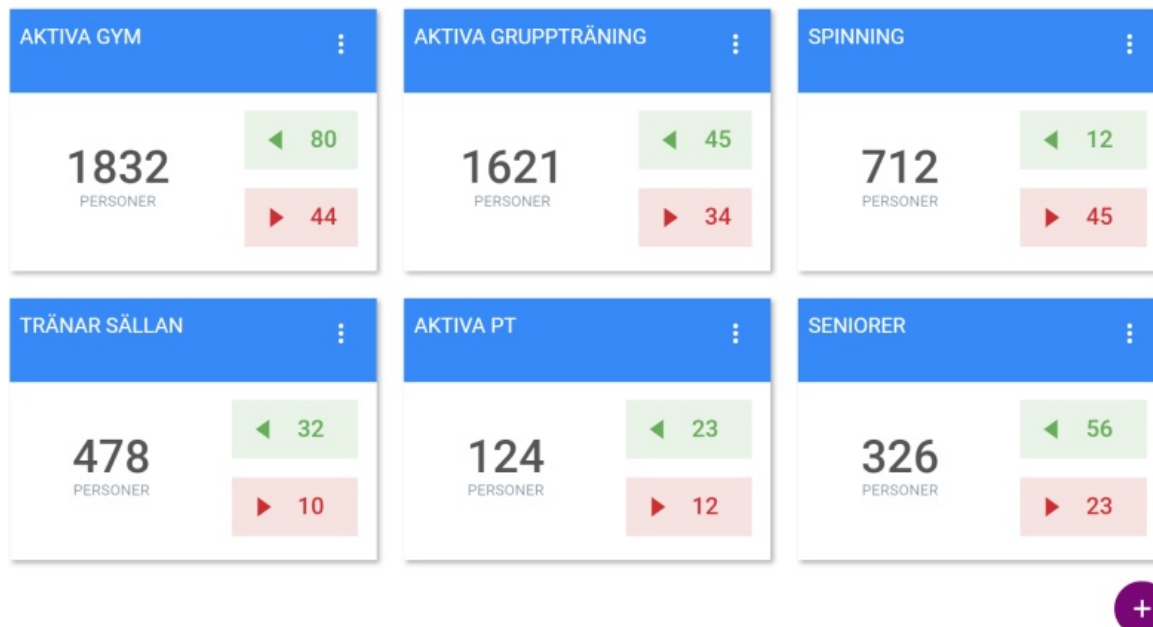 AKTIVA GYM
1832
PERSONER
80
44
AKTIVA GRUPPTRÄNING
1621
PERSONER
45
34
SPINNING
712
PERSONER
12
45
TRÄNAR SÄLLAN
478
PERSONER
32
10
AKTIVA PT
124
PERSONER
23
12
SENIORER
326
PERSONER
56
23
+